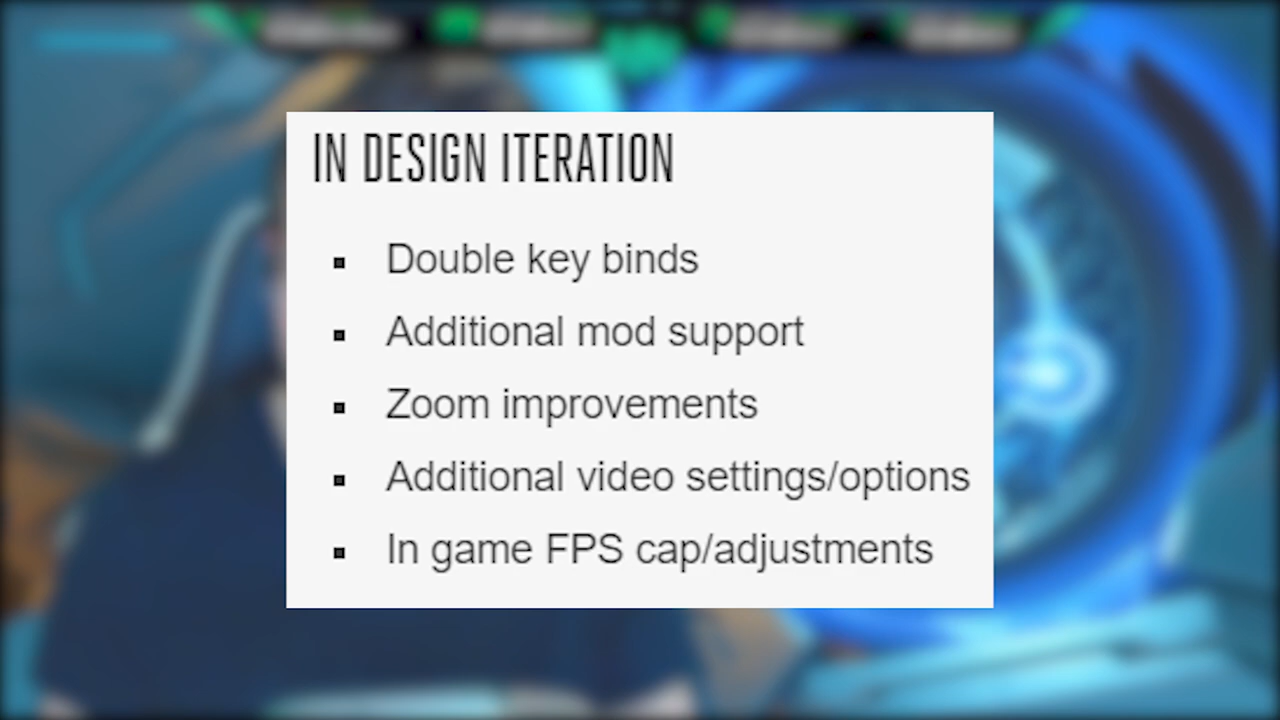 IN DESIGN ITERATION
Double key binds
Additional mod support
Zoom improvements
Additional video settings/options
In game FPS cap/adjustments